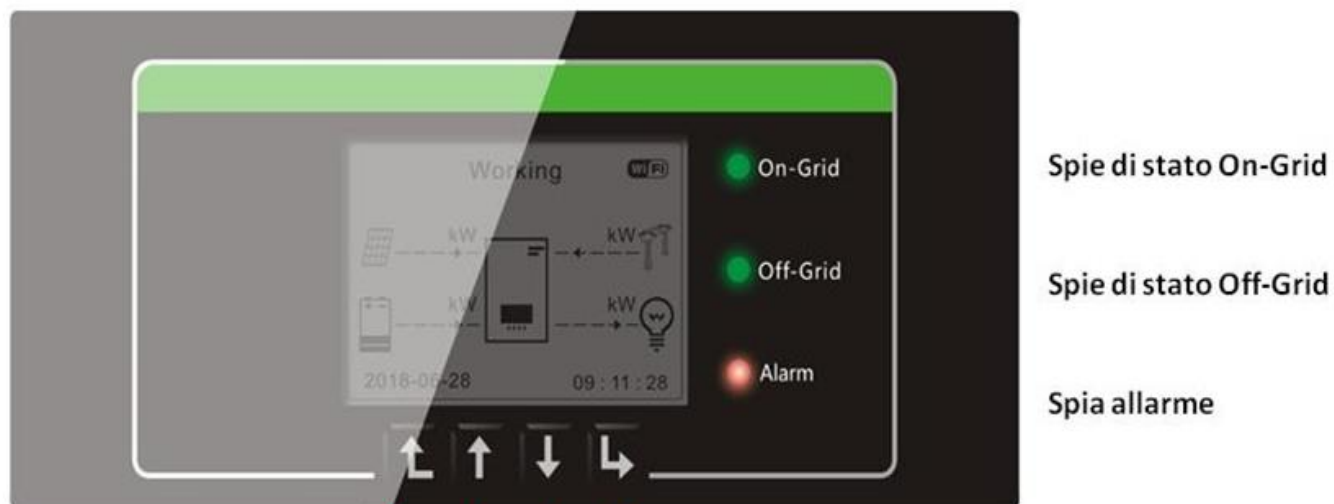 Working WiFi
kW kW
kW kW
2018-06-28 09 : 11 : 28
On-Grid
Off-Grid
Alarm
Spie di stato On-Grid
Spie di stato Off-Grid
Spia allarme